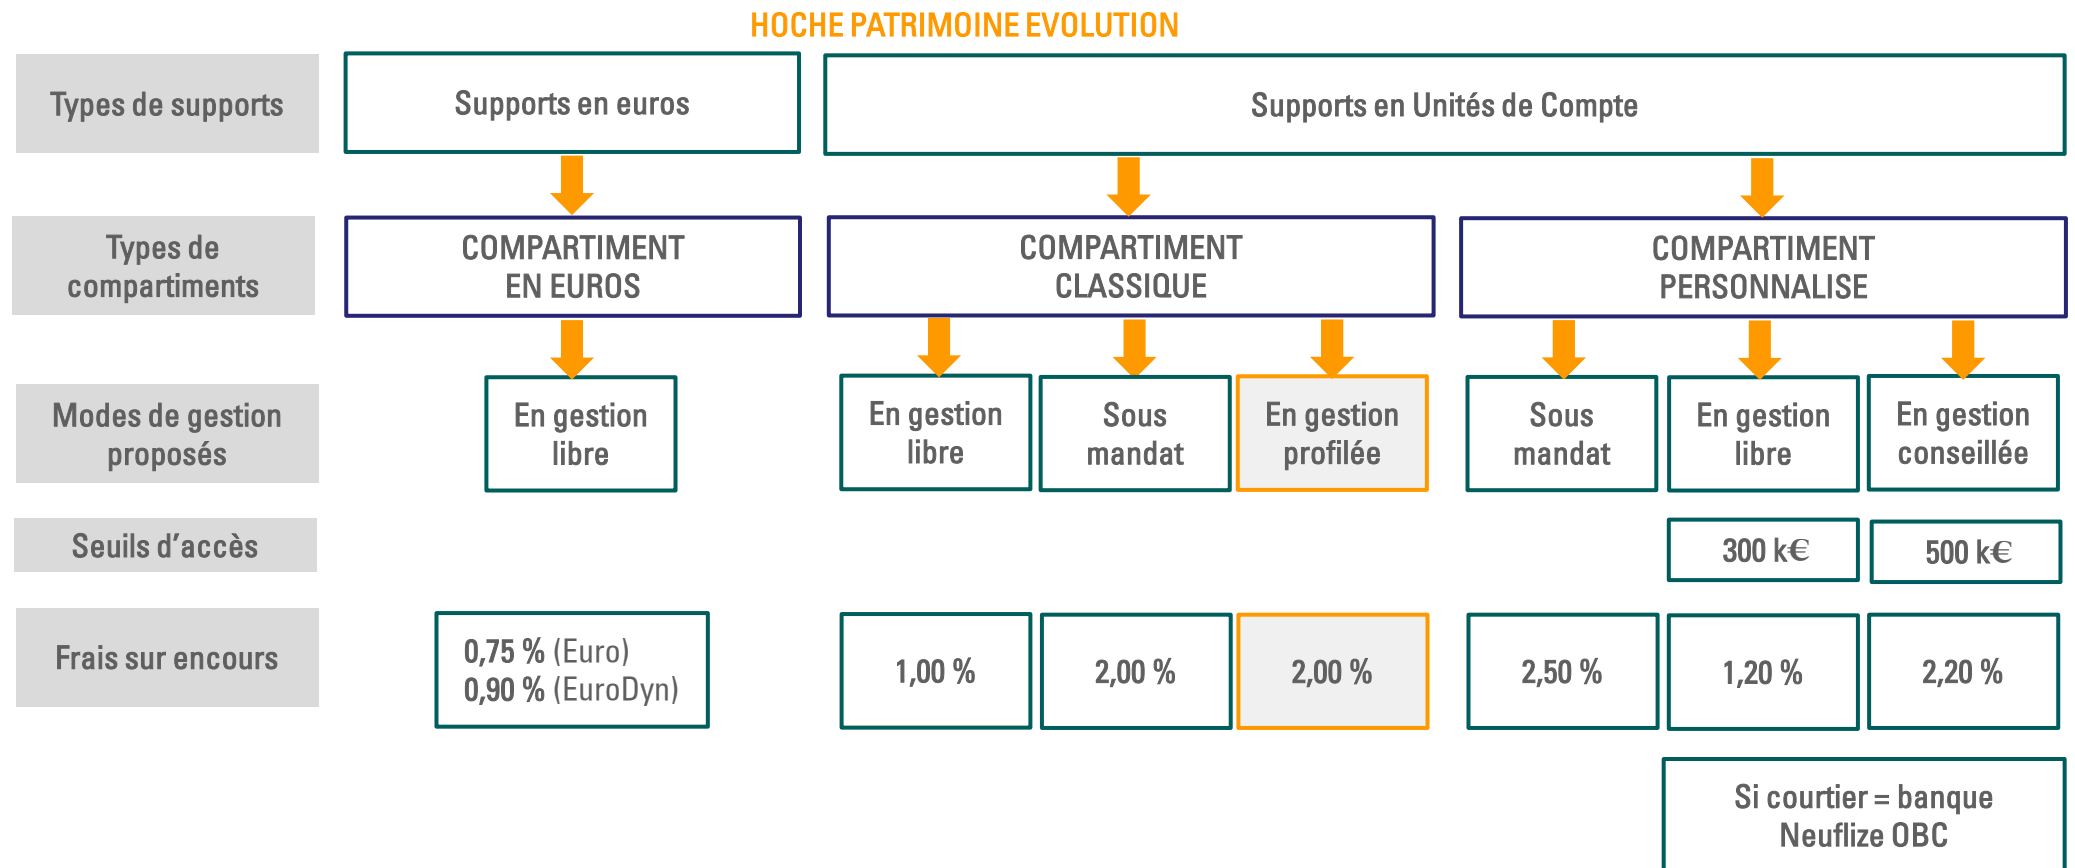 HOCHE PATRIMOINE EVOLUTION
Types de supports
Supports en euros
Supports en Unités de Compte
Types de
compartiments
COMPARTIMENT
EN EUROS
COMPARTIMENT
CLASSIQUE
COMPARTIMENT
PERSONNALISE
Modes de gestion
proposés
En gestion
libre
En gestion
libre
Sous
mandat
En gestion
profilée
Sous
mandat
En gestion
libre
En gestion
conseillée
Seuils d’accès
300 k€
500 k€
Frais sur encours
0,75 % (Euro)
0,90 % (EuroDyn)
1,00 %
2,00 %
2,00 %
2,50 %
1,20 %
2,20 %
Si courtier = banque
Neuflize OBC